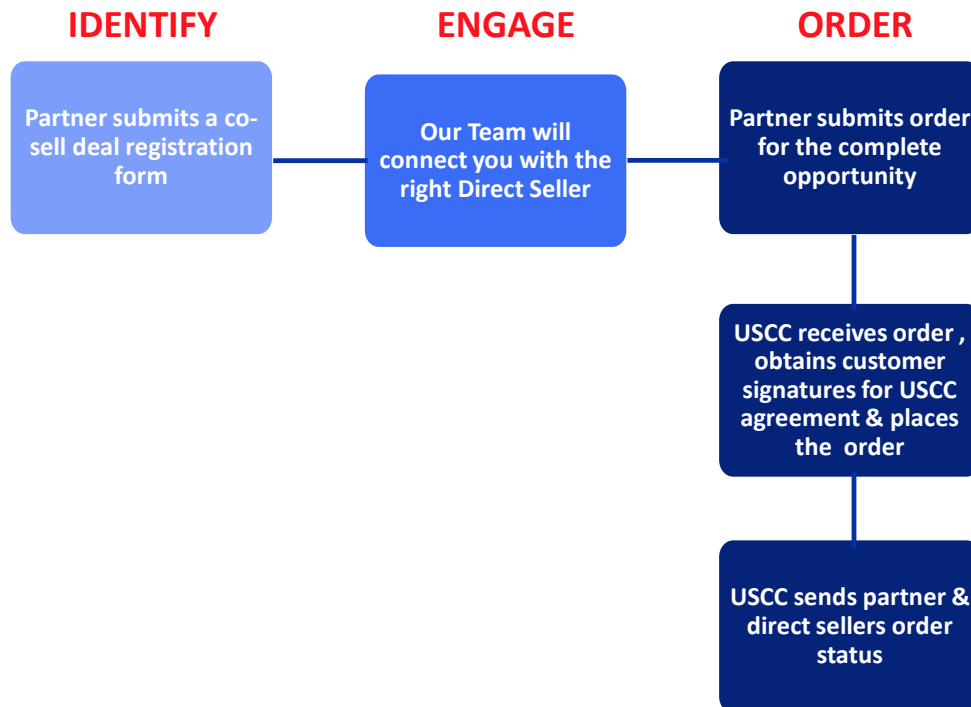 IDENTIFY
ENGAGE
ORDER
Partner submits a co-
sell deal registration
form
Our Team will
connect you with the
right Direct Seller
Partner submits order
for the complete
opportunity
USCC receives order ,
obtains customer
signatures for USCC
agreement & places
the order
USCC sends partner &
direct sellers order
status